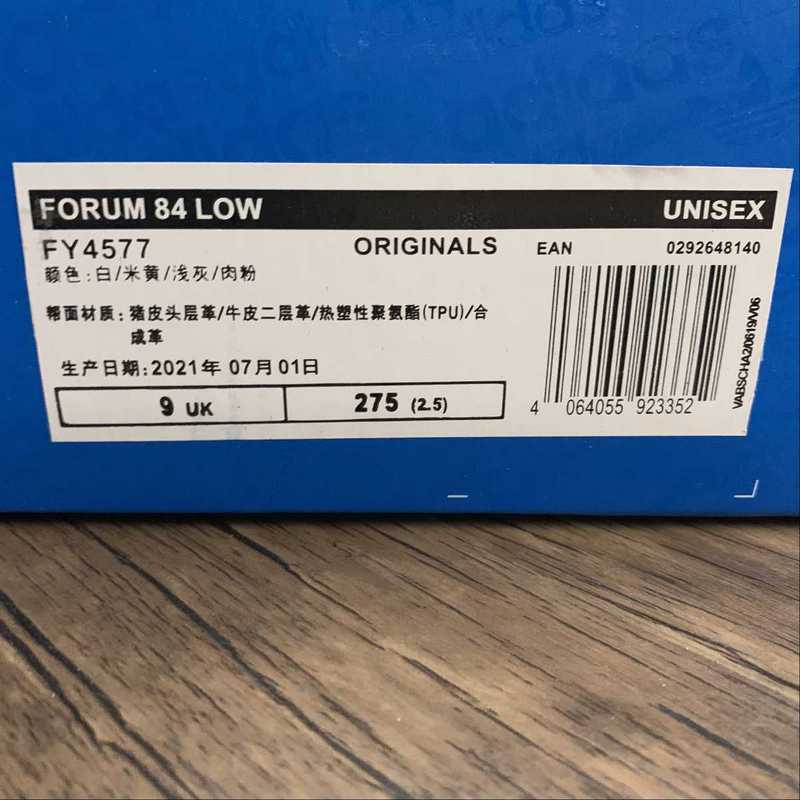 FORUM 84 LOW UNISEX
FY4577 ORIGINALS EAN 0292648140
颜色:白/米黄/浅灰/肉粉
帮面材质:猪皮头层革/牛皮二层革/热塑性聚氨酯(TPU)/合
成革
生产日期:2021年 07月 01日
9 UK 275 (2.5)
4 064055 923352
VABSCHA2/0619/V06